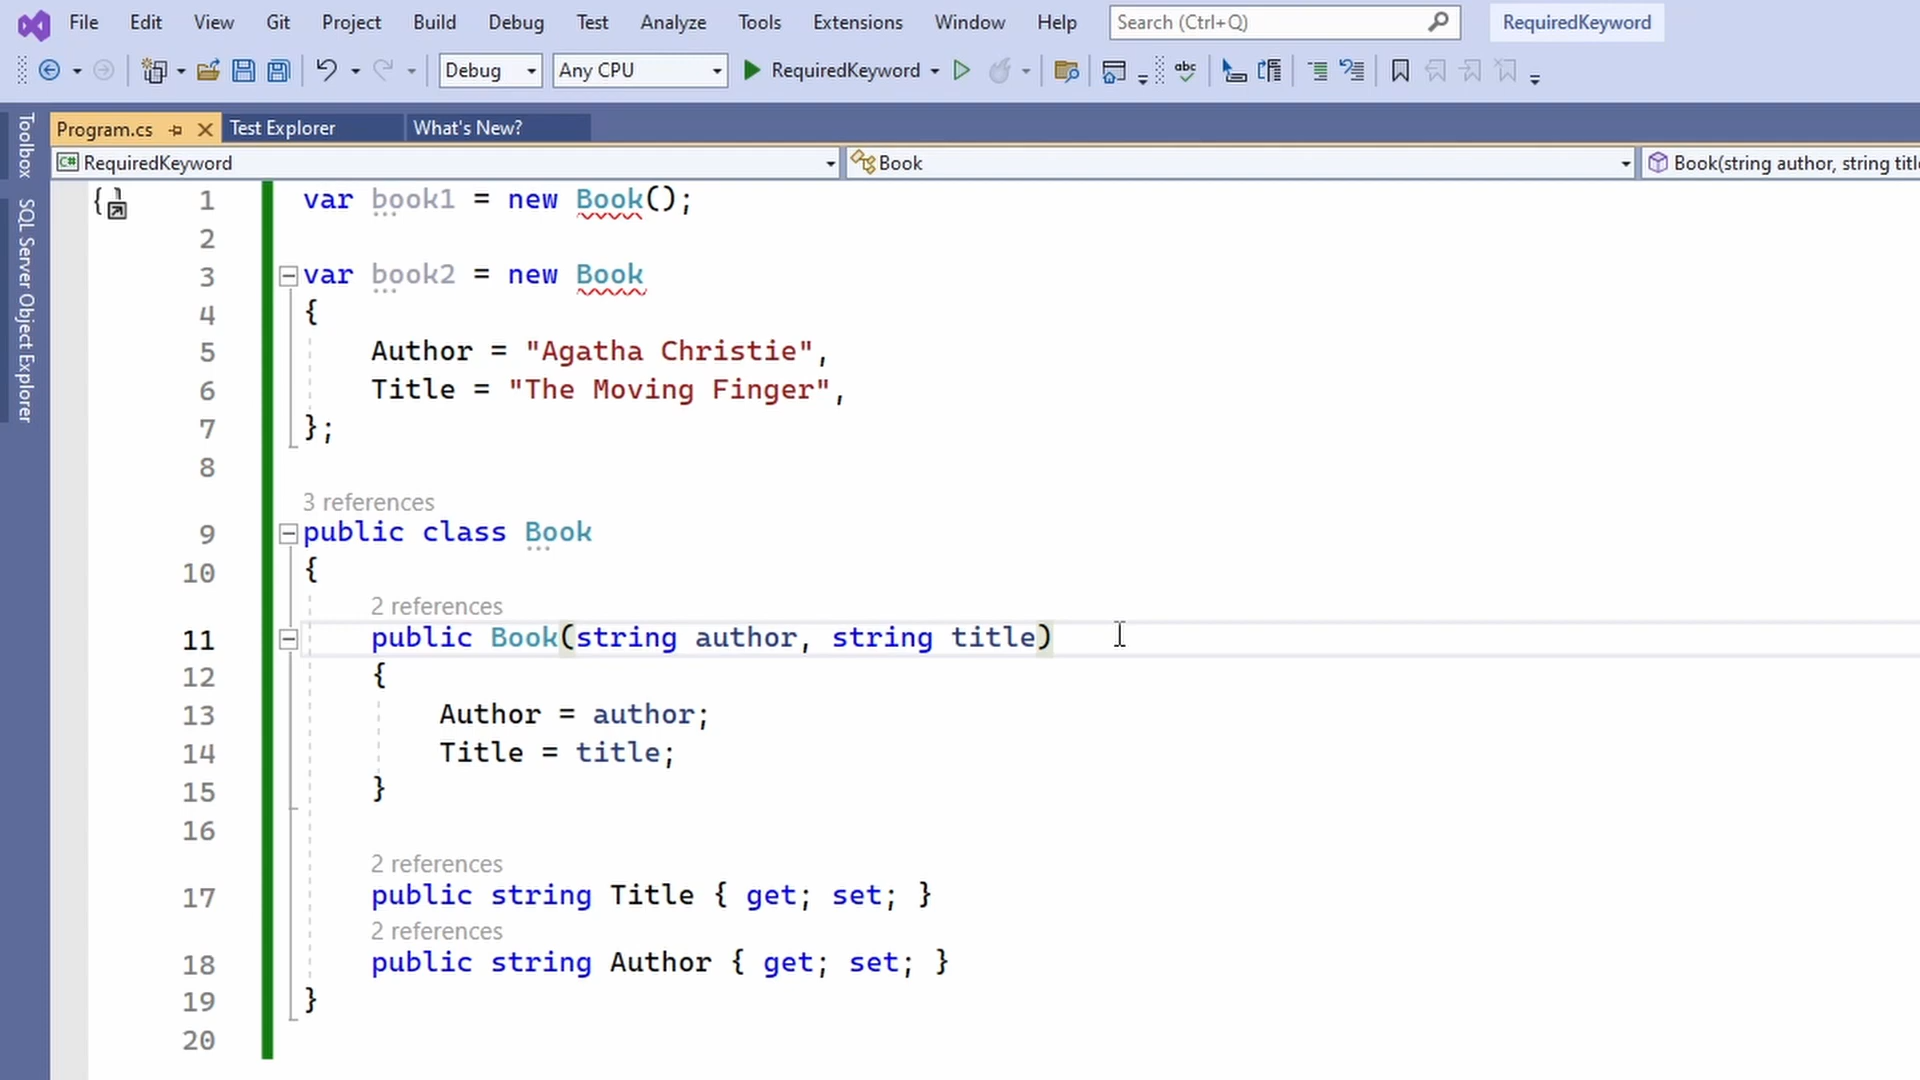 File Edit View Git Project Build Debug Test Analyze Tools Extensions Window Help Search (Ctrl+Q) RequiredKeyword
Debug Any CPU RequiredKeyword abc
Toolbox
SQL Server Object Explorer
Program.cs Test Explorer What's New?
C# RequiredKeyword Book Book(string author, string titl
1 var book1 = new Book();
2
3 var book2 = new Book
4 {
5 Author = "Agatha Christie",
6 Title = "The Moving Finger",
7 };
8
3 references
9 public class Book
10 {
2 references
11 public Book(string author, string title)
12 {
13 Author = author;
14 Title = title;
15 }
16
2 references
17 public string Title { get; set; }
2 references
18 public string Author { get; set; }
19 }
20